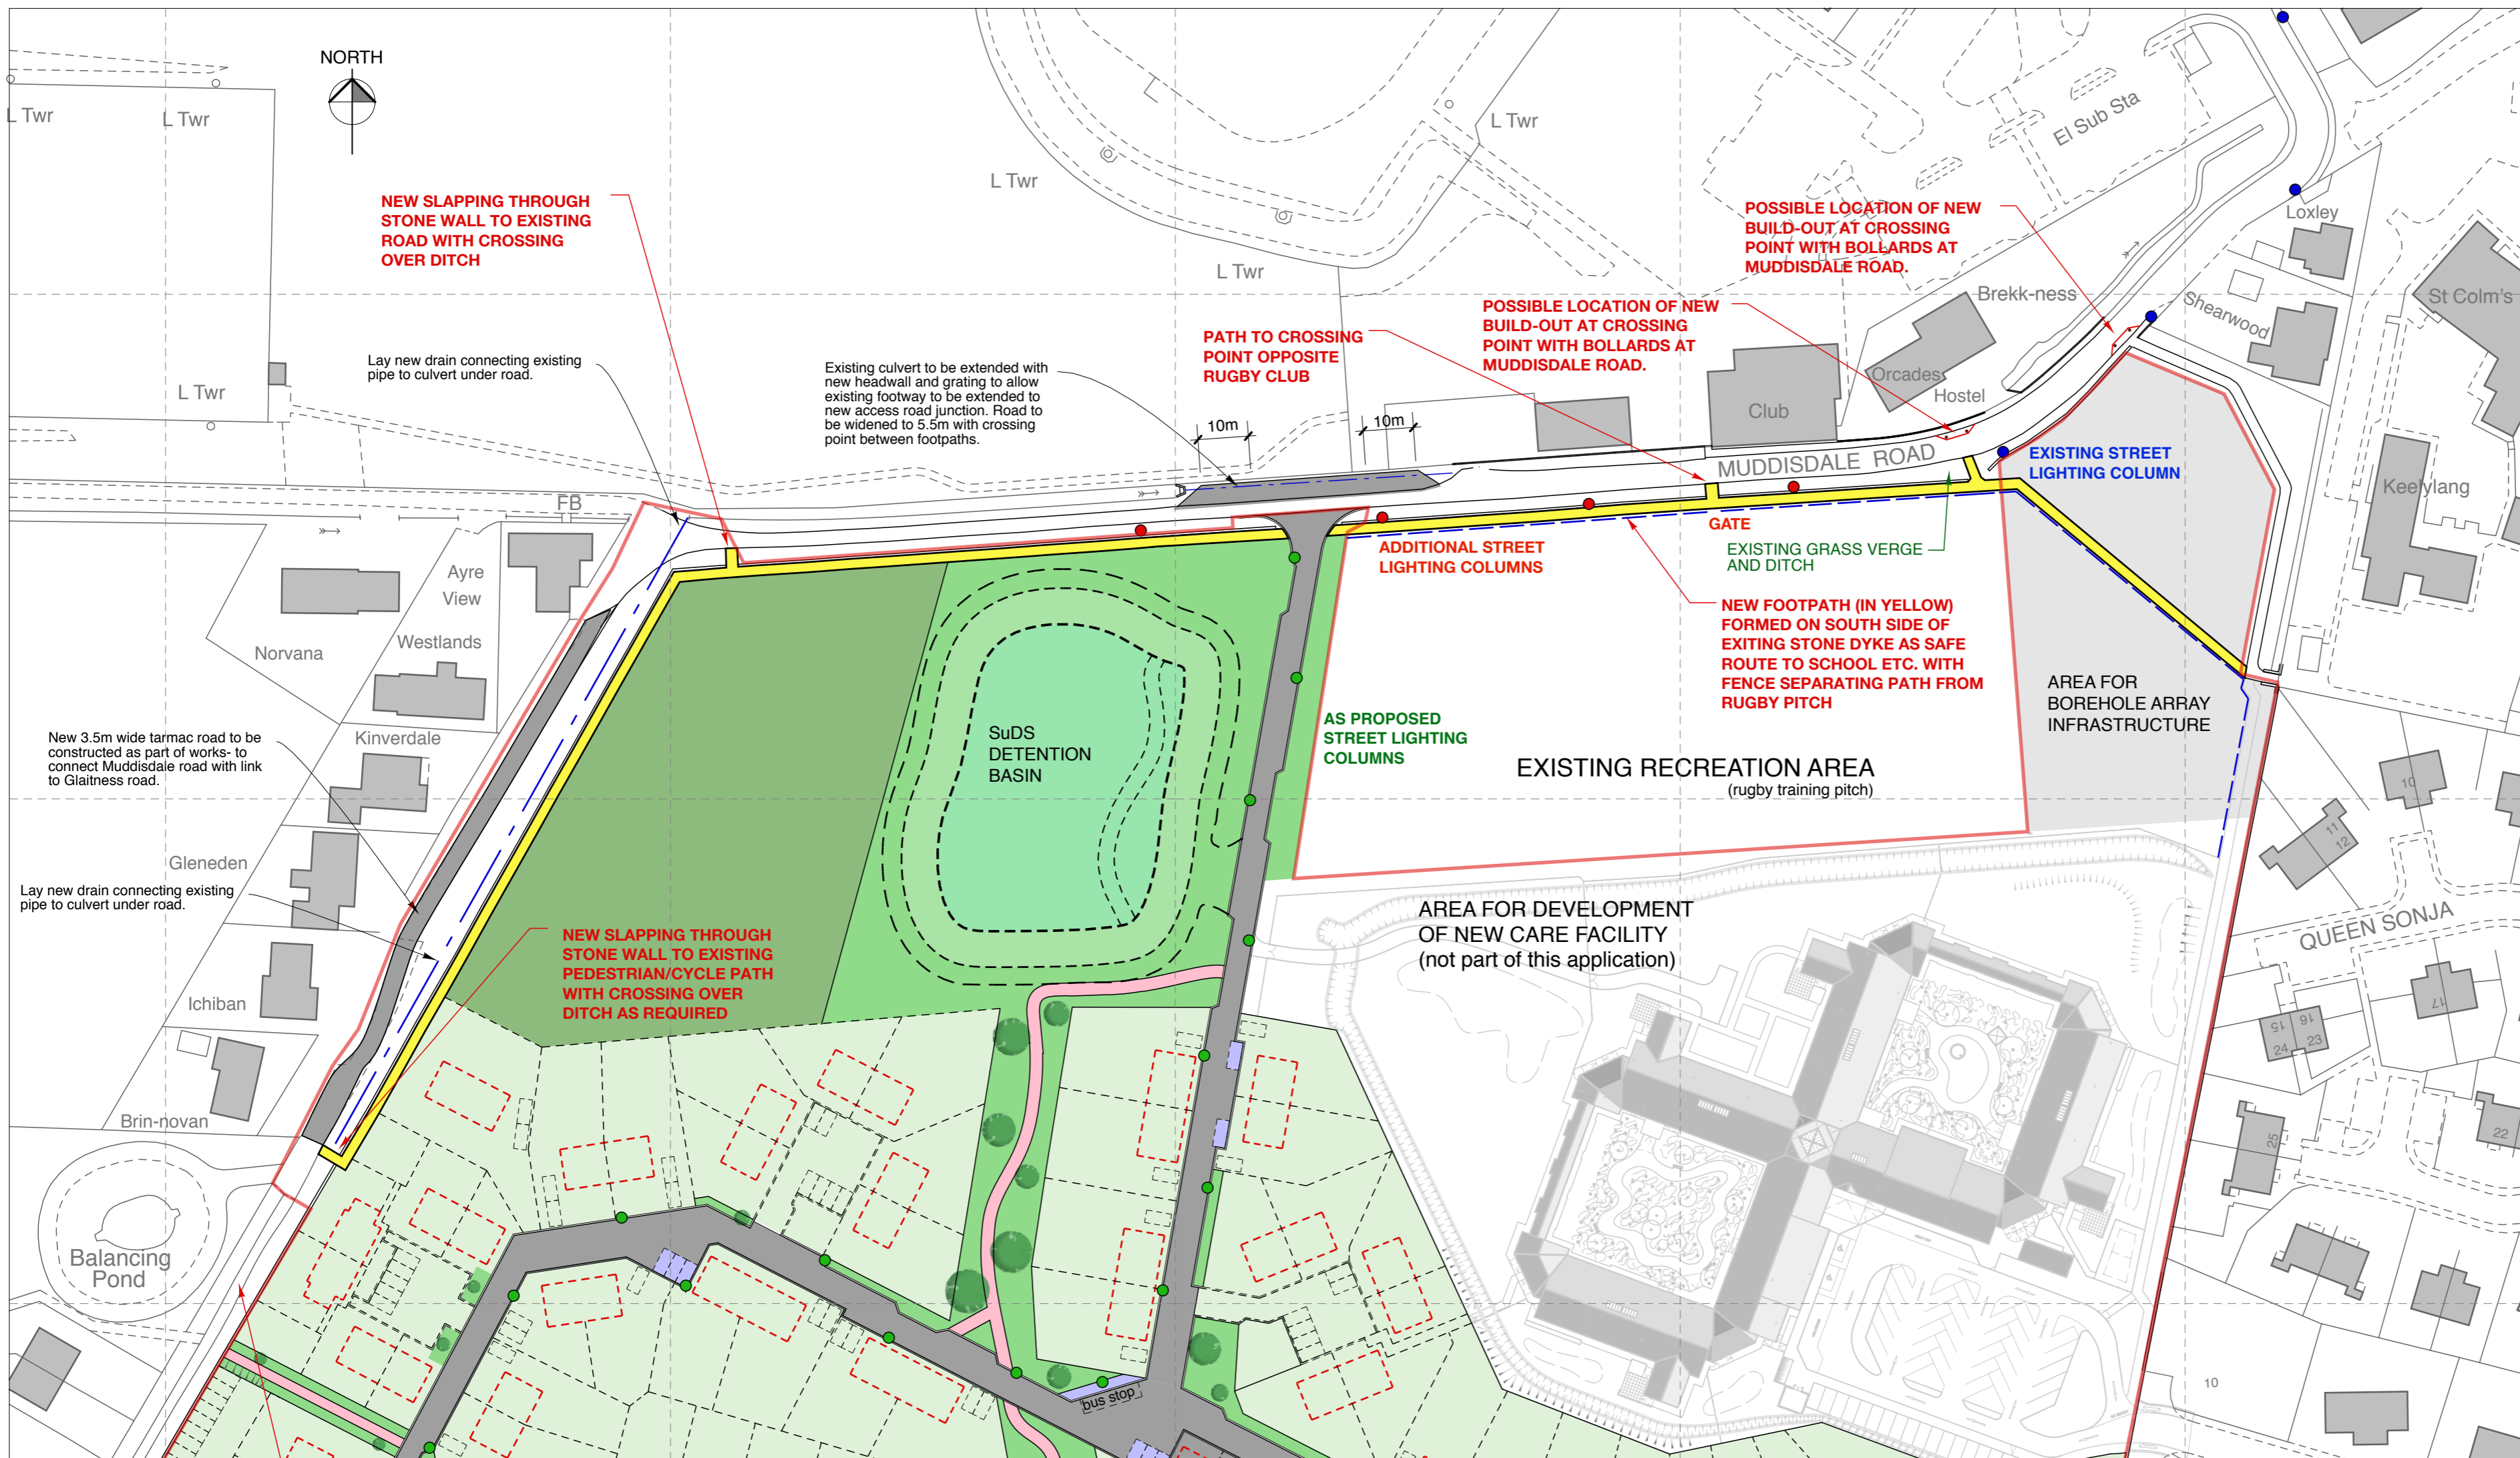 NORTH
L Twr
L Twr
L Twr
L Twr
L Twr
L Twr
El Sub Sta
NEW SLAPPING THROUGH
STONE WALL TO EXISTING
ROAD WITH CROSSING
OVER DITCH
POSSIBLE LOCATION OF NEW
BUILD-OUT AT CROSSING
POINT WITH BOLLARDS AT
MUDDISDALE ROAD.
Loxley
St Colm's
Shearwood
Brekk-ness
POSSIBLE LOCATION OF NEW
BUILD-OUT AT CROSSING
POINT WITH BOLLARDS AT
MUDDISDALE ROAD.
PATH TO CROSSING
POINT OPPOSITE
RUGBY CLUB
Lay new drain connecting existing
pipe to culvert under road.
Existing culvert to be extended with
new headwall and grating to allow
existing footway to be extended to
new access road junction. Road to
be widened to 5.5m with crossing
point between footpaths.
10m
10m
Club
Orcades
Hostel
MUDDISDALE ROAD
EXISTING STREET
LIGHTING COLUMN
Keelylang
FB
GATE
ADDITIONAL STREET
LIGHTING COLUMNS
EXISTING GRASS VERGE
AND DITCH
Ayre
View
Westlands
Norvana
NEW FOOTPATH (IN YELLOW)
FORMED ON SOUTH SIDE OF
EXITING STONE DYKE AS SAFE
ROUTE TO SCHOOL ETC. WITH
FENCE SEPARATING PATH FROM
RUGBY PITCH
AREA FOR
BOREHOLE ARRAY
INFRASTRUCTURE
AS PROPOSED
STREET LIGHTING
COLUMNS
SuDS
DETENTION
BASIN
New 3.5m wide tarmac road to be
constructed as part of works- to
connect Muddisdale road with link
to Glaitness road.
Kinverdale
EXISTING RECREATION AREA
(rugby training pitch)
10
11
12
Gleneden
Lay new drain connecting existing
pipe to culvert under road.
AREA FOR DEVELOPMENT
OF NEW CARE FACILITY
(not part of this application)
QUEEN SONJA
NEW SLAPPING THROUGH
STONE WALL TO EXISTING
PEDESTRIAN/CYCLE PATH
WITH CROSSING OVER
DITCH AS REQUIRED
Ichiban
17
15
16
24
23
Brin-novan
25
22
Balancing
Pond
bus stop
10